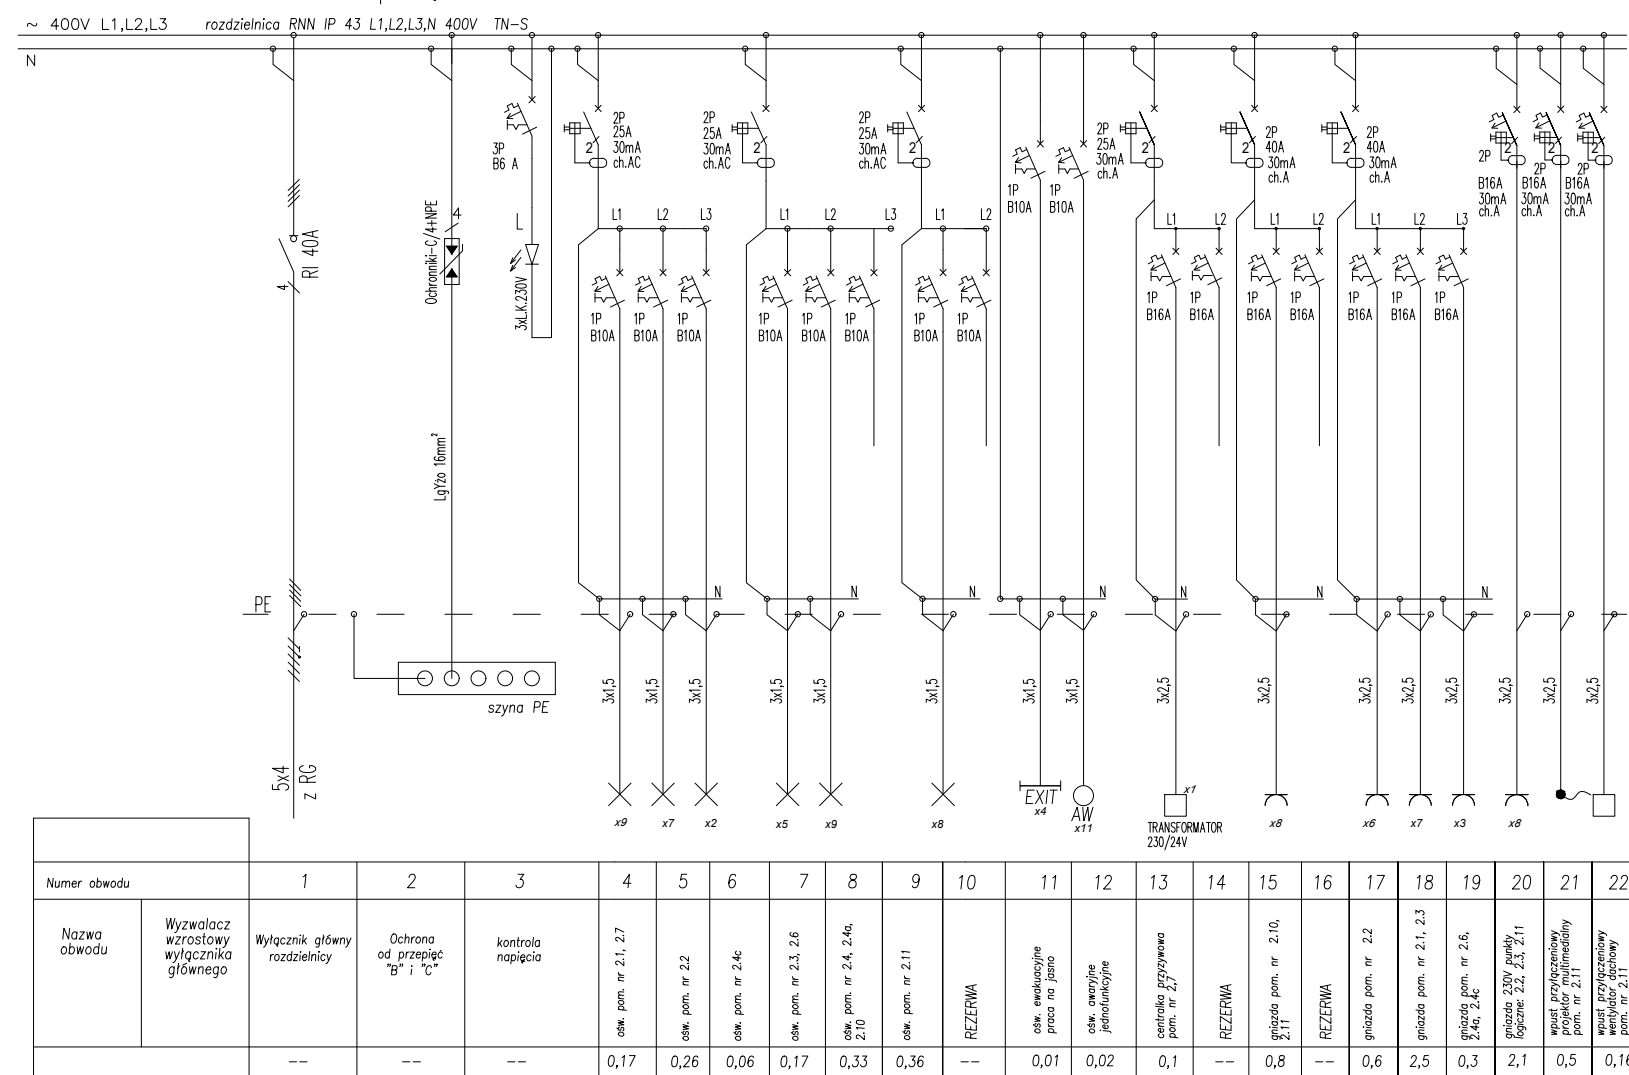 ~ 400V L1,L2,L3 rozdzielnica RNN IP 43 L1,L2,L3,N 400V TN-S
N
RI 40A
4
Ochronniki-C/4+NPE
4
LgYżo 16mm²
3P
B6 A
L
3xL.K.230V
2P
25A
30mA
ch.AC
2
2P
25A
30mA
ch.AC
2
2P
25A
30mA
ch.AC
2
1P
B10A
1P
B10A
2P
25A
30mA
ch.A
2
2P
40A
30mA
ch.A
2
2P
40A
30mA
ch.A
2
2P
B16A
30mA
ch.A
2
2P
B16A
30mA
ch.A
2
2P
B16A
30mA
ch.A
2
L1 L2 L3
L1 L2 L3
L1 L2
L1 L2
L1 L2
L1 L2 L3
1P
B10A
1P
B10A
1P
B10A
1P
B10A
1P
B10A
1P
B10A
1P
B10A
1P
B10A
1P
B16A
1P
B16A
1P
B16A
1P
B16A
1P
B16A
1P
B16A
1P
B16A
N N N N N N N
PE
szyna PE
5x4
z RG
3x1,5 3x1,5 3x1,5 3x1,5 3x1,5 3x1,5 3x1,5 3x1,5 3x2,5 3x2,5 3x2,5 3x2,5 3x2,5 3x2,5 3x2,5 3x2,5
x9 x7 x2 x5 x9 x8
EXIT
x4
AW
x11
x1
TRANSFORMATOR
230/24V
x8 x6 x7 x3 x8
Numer obwodu 1 2 3 4 5 6 7 8 9 10 11 12 13 14 15 16 17 18 19 20 21 22
Nazwa
obwodu
Wyzwalacz
wzrostowy
wyłącznika
głównego
Wyłącznik główny
rozdzielnicy
Ochrona
od przepięć
"B" i "C"
kontrola
napięcia
ośw. pom. nr 2.1, 2.7
ośw. pom. nr 2.2
ośw. pom. nr 2.4c
ośw. pom. nr 2.3, 2.6
ośw. pom. nr 2.4, 2.4a,
2.10
ośw. pom. nr 2.11
REZERWA
ośw. ewakuacyjne
praca na jasno
ośw. awaryjne
jednofunkcyjne
centralka przyzywowa
pom. nr 2,7
REZERWA
gniazda pom. nr 2.10,
2.11
REZERWA
gniazda pom. nr 2.2
gniazda pom. nr 2.1, 2.3
gniazda pom. nr 2.6,
2.4a, 2.4c
gniazda 230V punkty
logiczne: 2.2, 2.3, 2.11
wpust przyłączeniowy
projektor multimedialny
pom. nr 2.11
wpust przyłączeniowy
wentylator dachowy
pom. nr 2.11
-- -- -- 0,17 0,26 0,06 0,17 0,33 0,36 -- 0,01 0,02 0,1 -- 0,8 -- 0,6 2,5 0,3 2,1 0,5 0,16